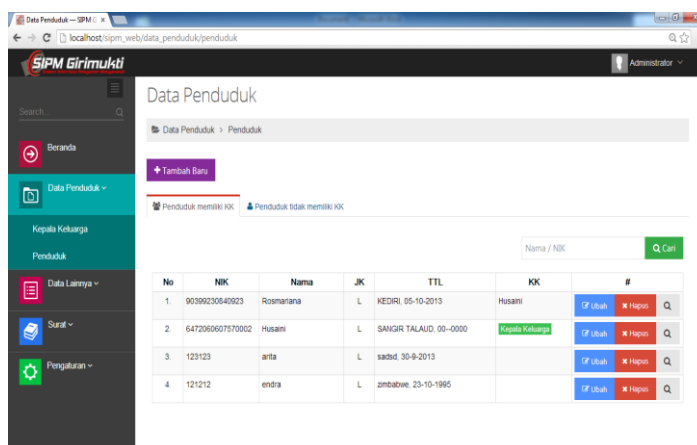 Data Penduduk — SIPM G
localhost/sipm_web/data_penduduk/penduduk
SIPM Girimukti
Administrator
Search...
Beranda
Data Penduduk
Kepala Keluarga
Penduduk
Data Lainnya
Surat
Pengaturan
Data Penduduk
Data Penduduk > Penduduk
+ Tambah Baru
Penduduk memiliki KK Penduduk tidak memiliki KK
Nama / NIK Cari
No NIK Nama JK TTL KK #
1. 90399230840923 Rosmariana L KEDIRI, 05-10-2013 Husaini Ubah Hapus
2. 6472060607570002 Husaini L SANGIR TALAUD, 00--0000 Kepala Keluarga Ubah Hapus
3. 123123 arita L sadsd, 30-9-2013 Ubah Hapus
4. 121212 endra L zimbabwe, 23-10-1995 Ubah Hapus